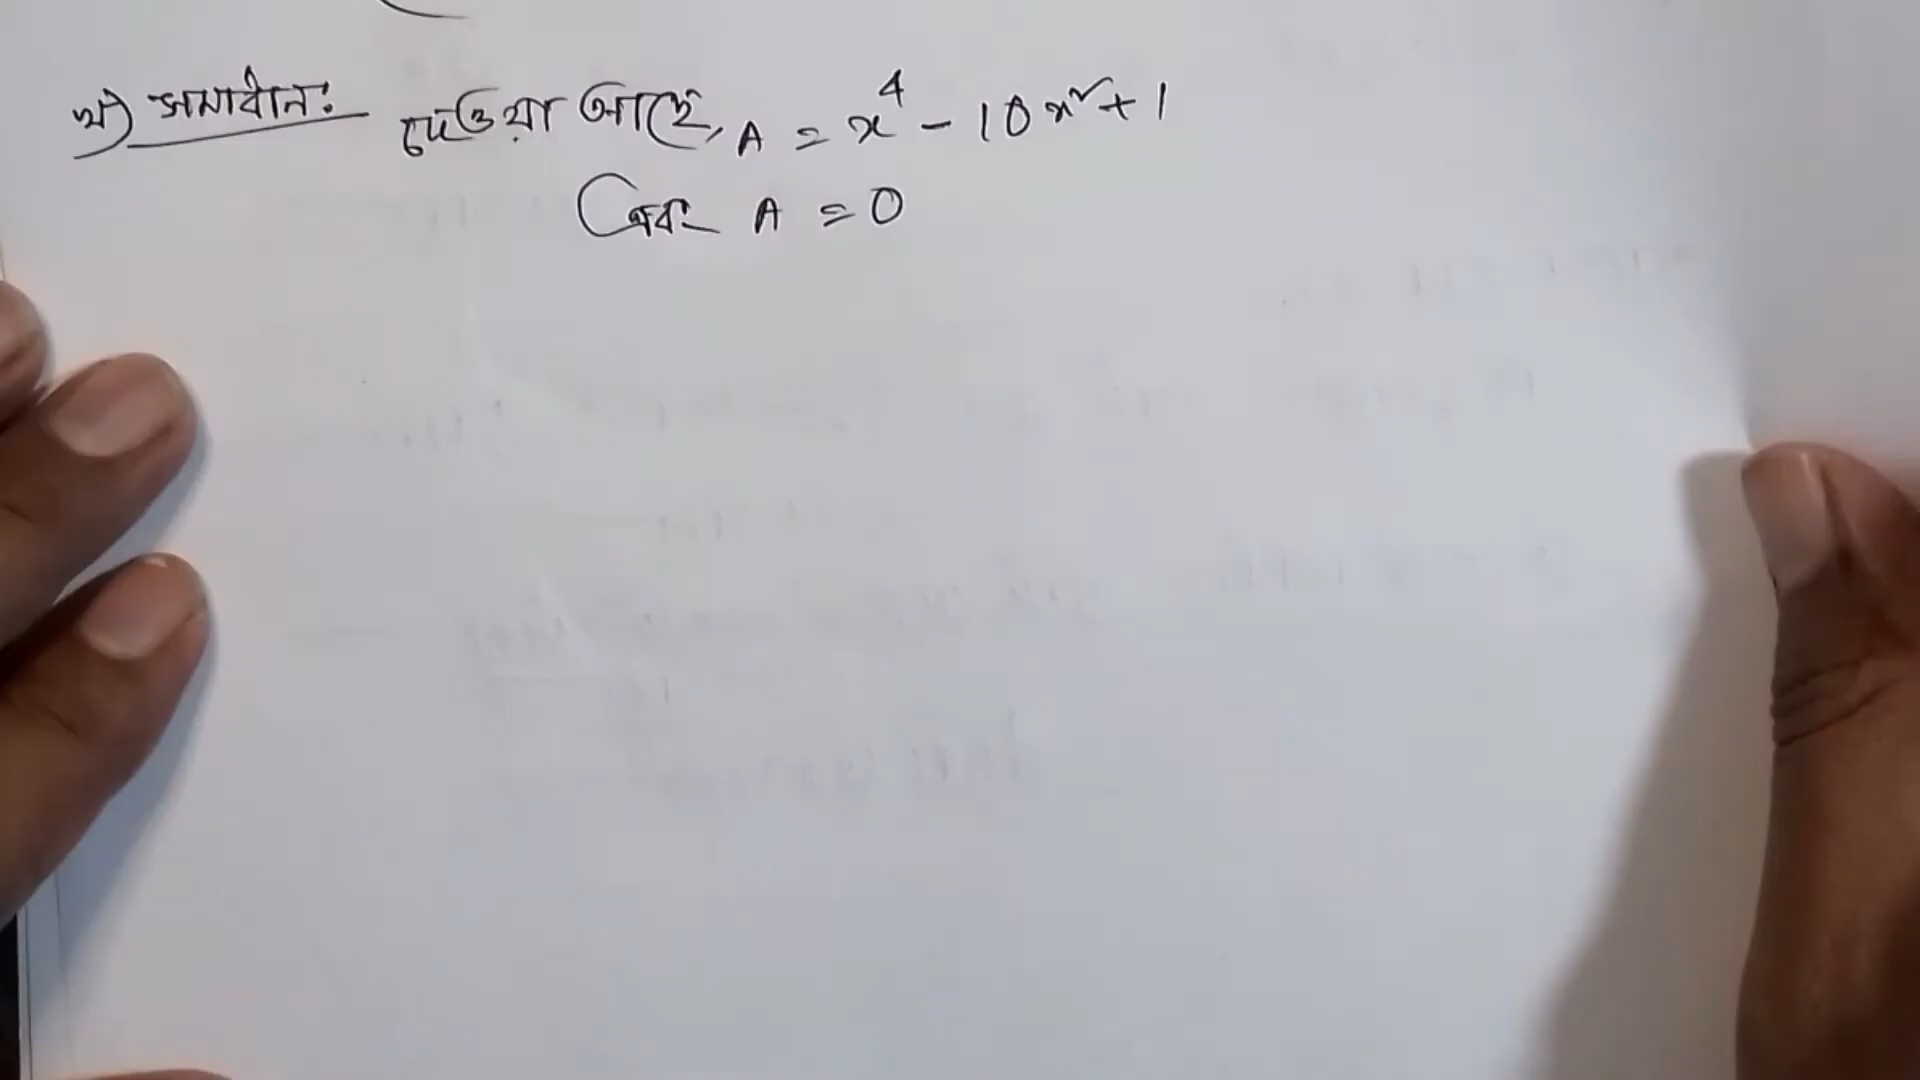 খ) সমাধান: দেওয়া আছে, A = x⁴ - 10x² + 1
এবং A = 0